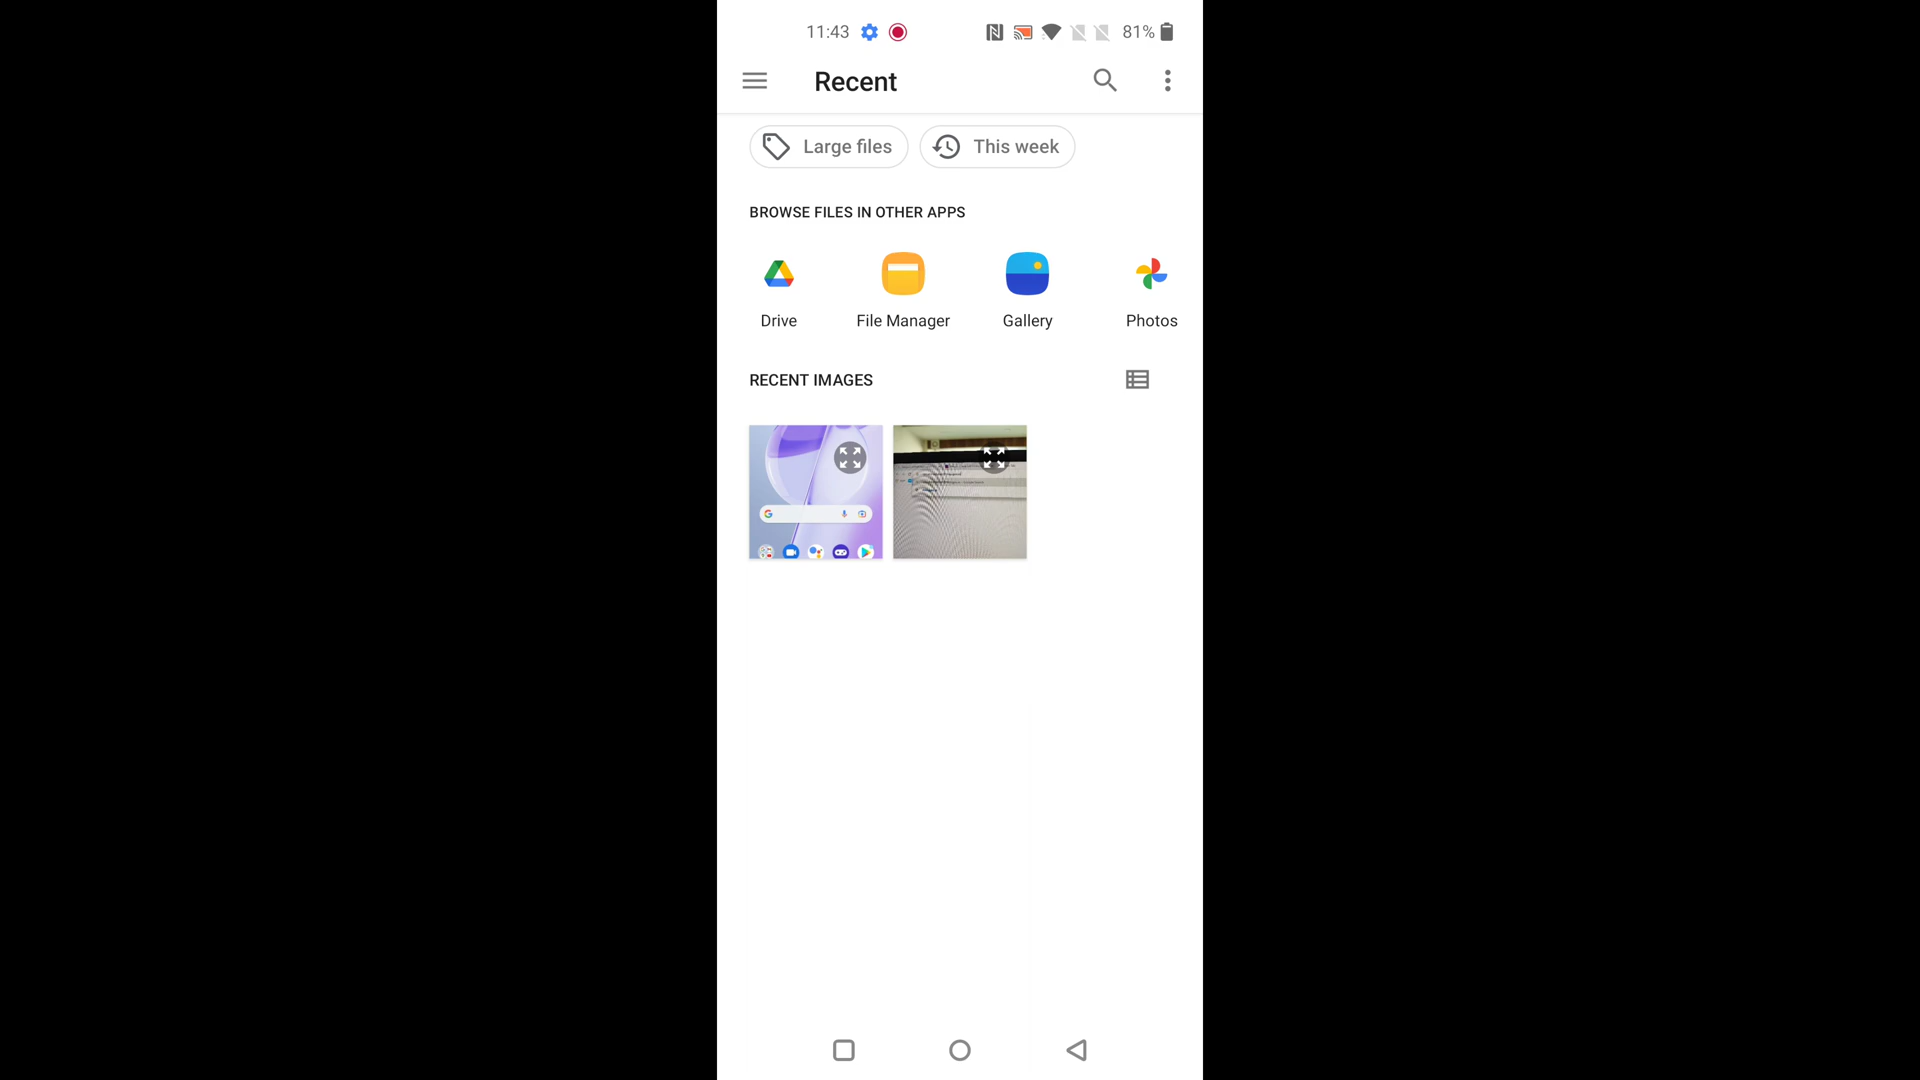 11:43
81%
Recent
Large files
This week
BROWSE FILES IN OTHER APPS
Drive
File Manager
Gallery
Photos
RECENT IMAGES